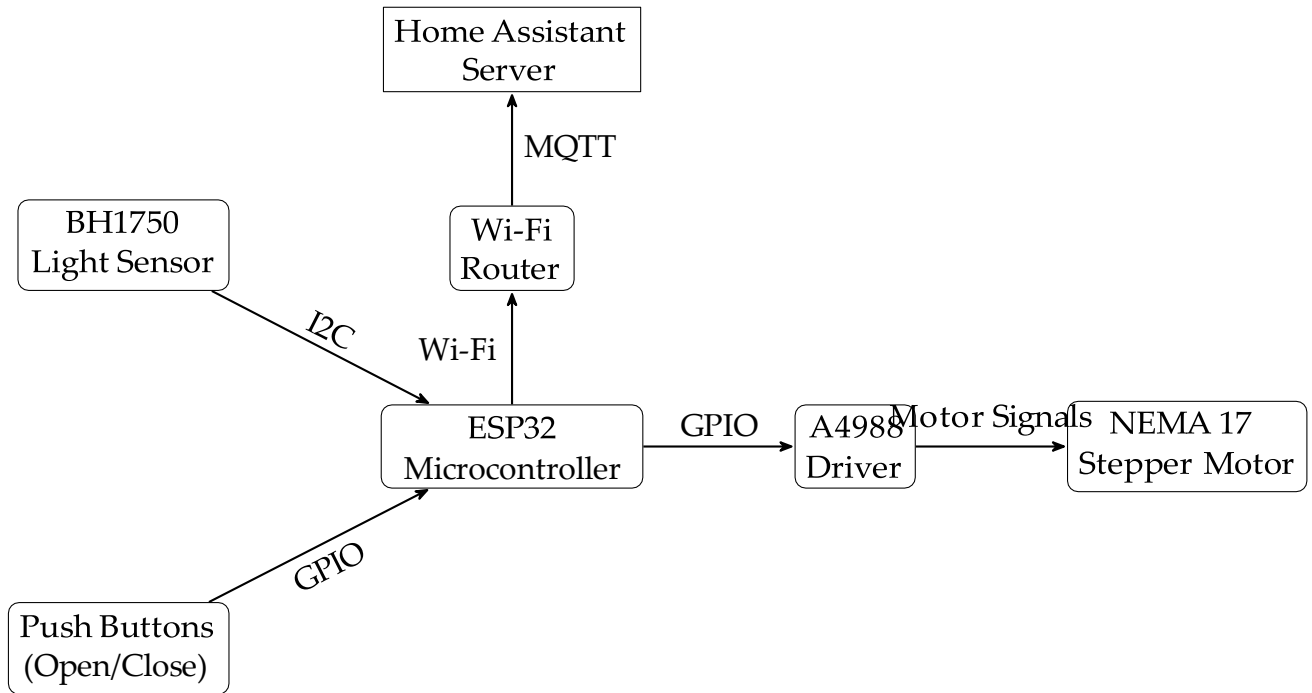 Home Assistant
Server
MQTT
BH1750
Light Sensor
Wi-Fi
Router
I2C
Wi-Fi
ESP32
Microcontroller
GPIO
A4988
Driver
Motor Signals
NEMA 17
Stepper Motor
GPIO
Push Buttons
(Open/Close)